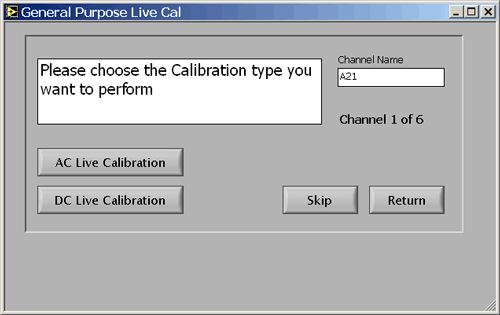 General Purpose Live Cal
Please choose the Calibration type you
want to perform
Channel Name
A21
Channel 1 of 6
AC Live Calibration
DC Live Calibration
Skip
Return